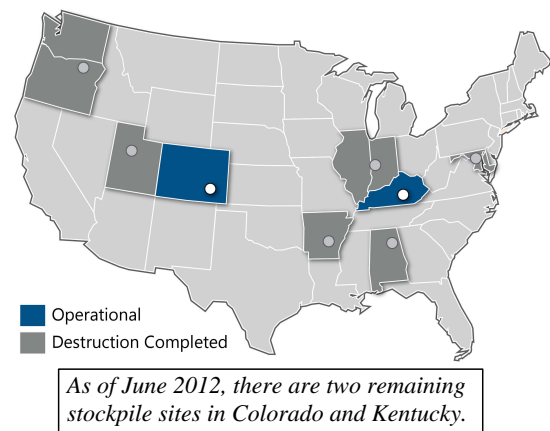 Operational
Destruction Completed
As of June 2012, there are two remaining
stockpile sites in Colorado and Kentucky.